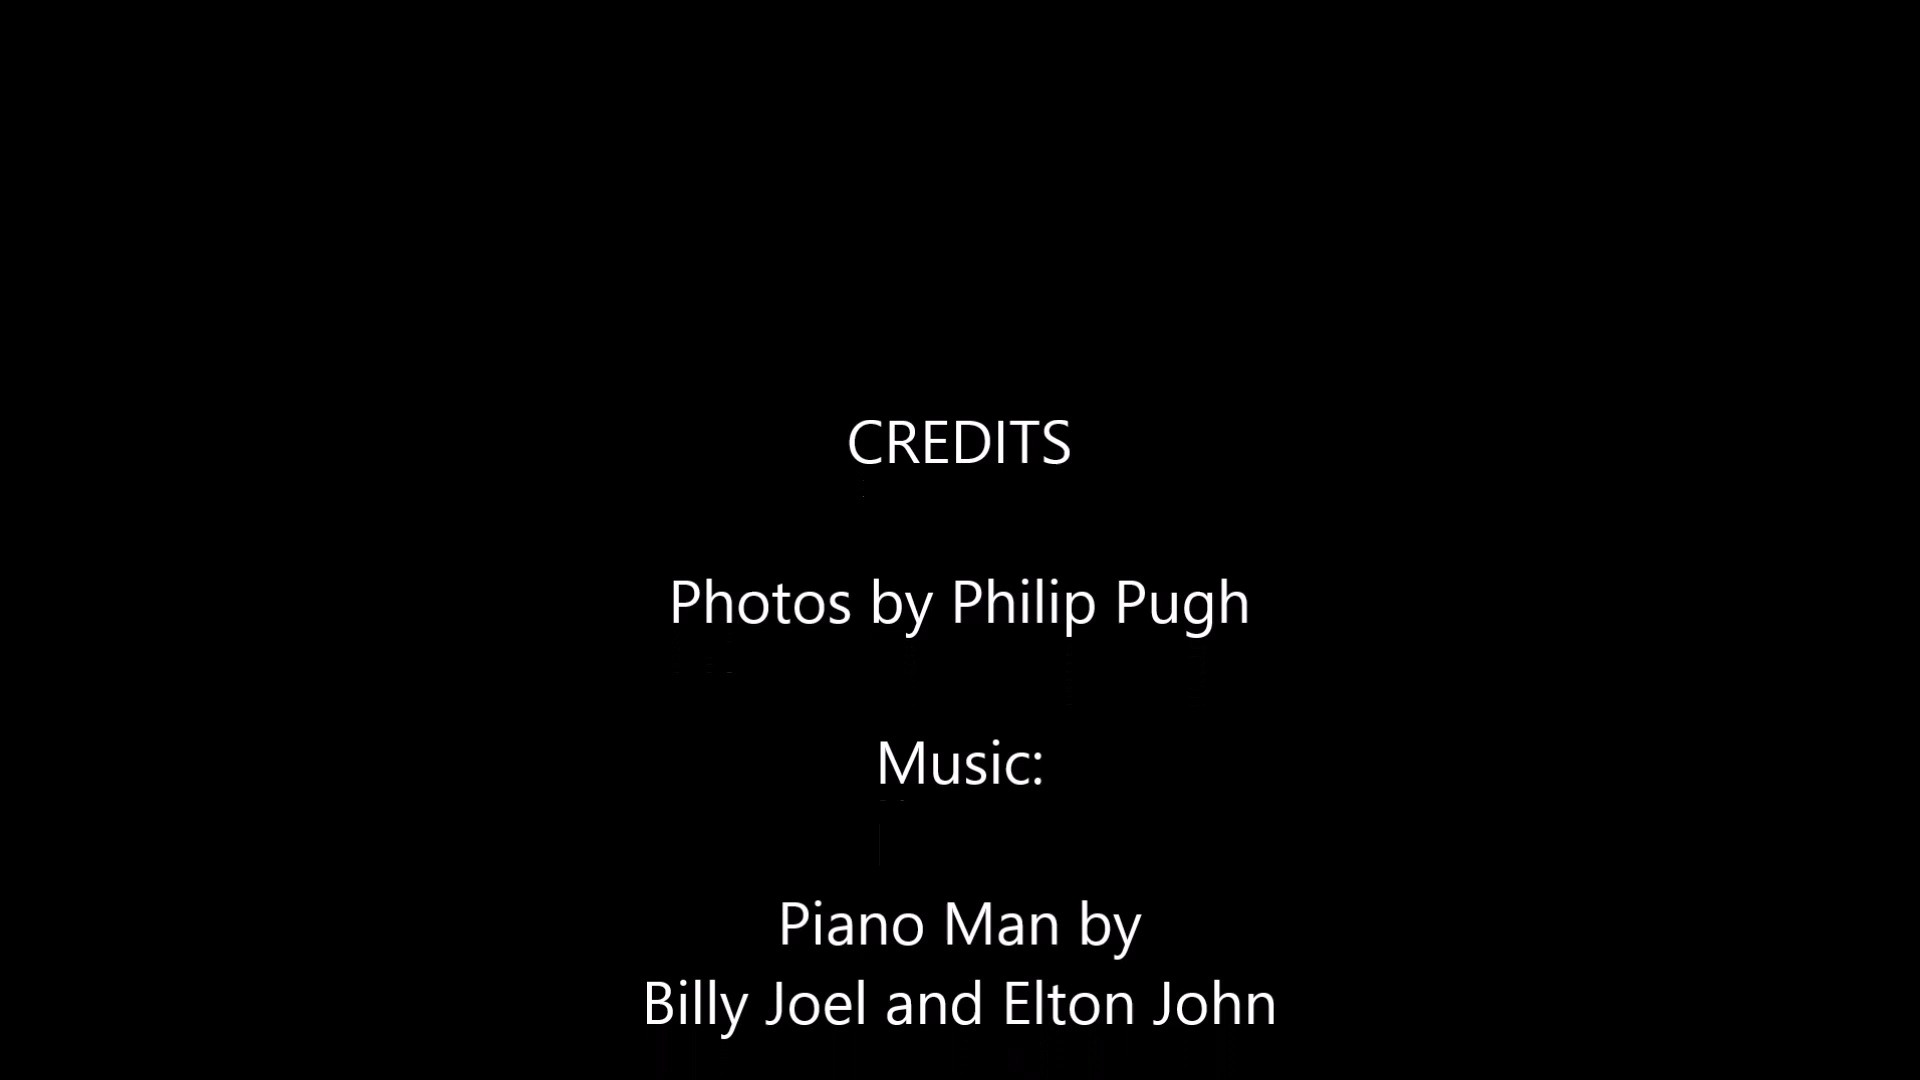 CREDITS
Photos by Philip Pugh
Music:
Piano Man by
Billy Joel and Elton John